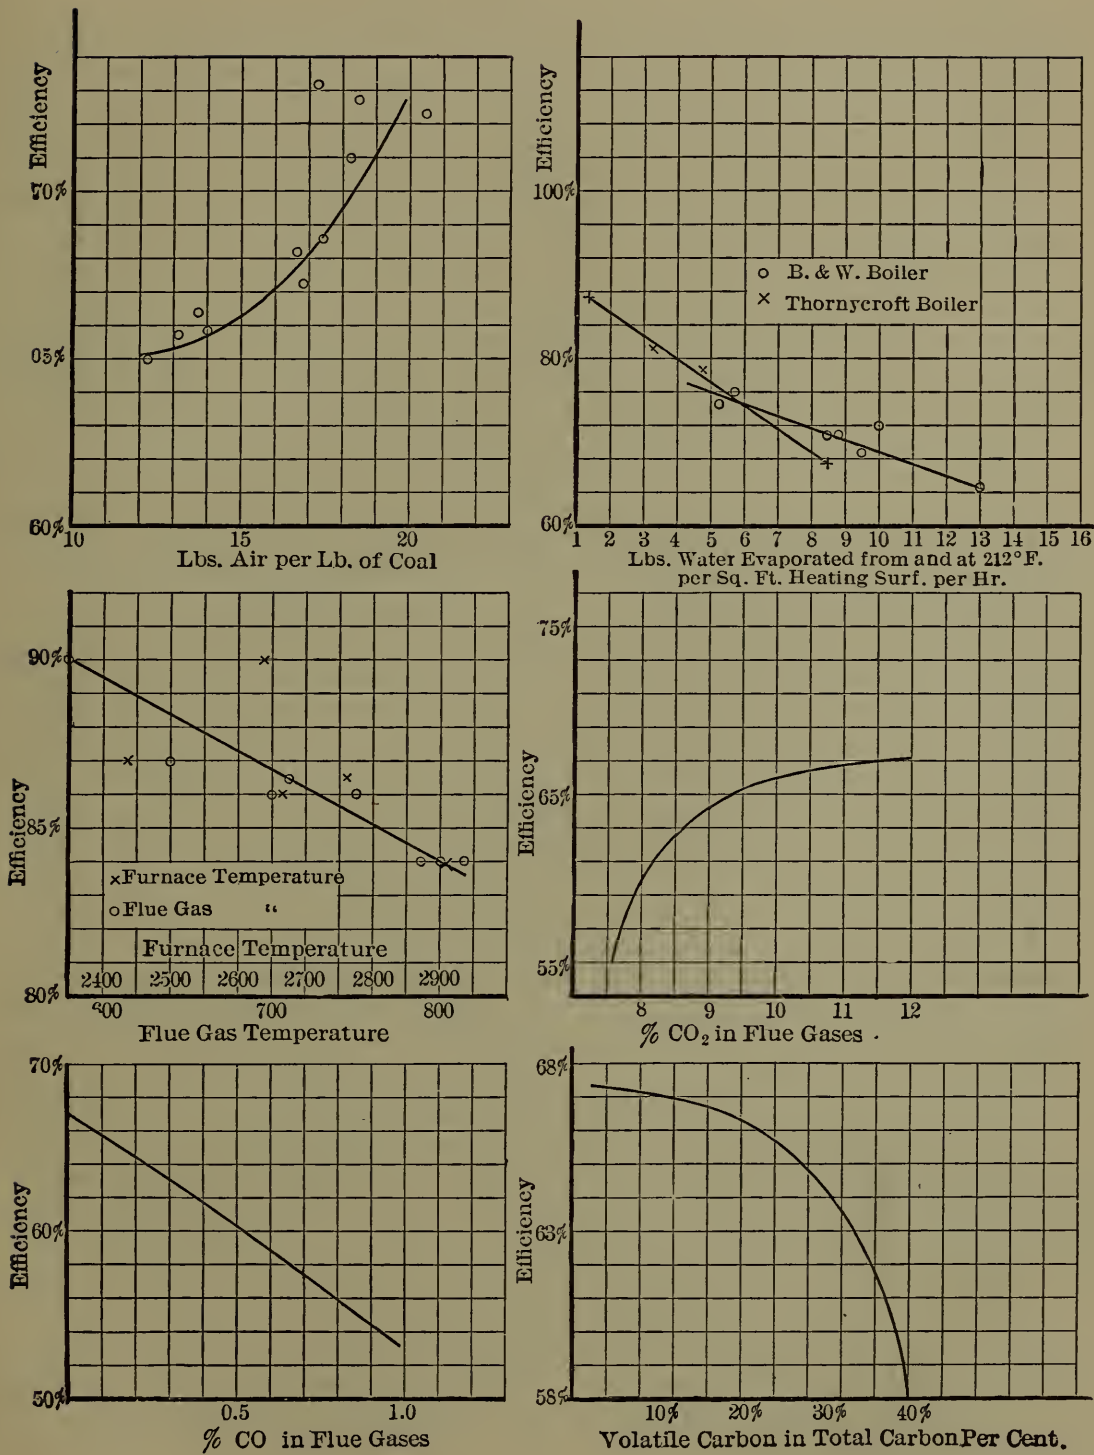 Efficiency
70%
65%
60%
10 15 20
Lbs. Air per Lb. of Coal
Efficiency
100%
80%
60%
o B. & W. Boiler
× Thornycroft Boiler
1 2 3 4 5 6 7 8 9 10 11 12 13 14 15 16
Lbs. Water Evaporated from and at 212°F.
per Sq. Ft. Heating Surf. per Hr.
Efficiency
90%
85%
80%
×Furnace Temperature
oFlue Gas "
Furnace Temperature
2400 2500 2600 2700 2800 2900
600 700 800
Flue Gas Temperature
Efficiency
75%
65%
55%
8 9 10 11 12
% CO₂ in Flue Gases
Efficiency
70%
60%
50%
0.5 1.0
% CO in Flue Gases
Efficiency
68%
63%
58%
10% 20% 30% 40%
Volatile Carbon in Total Carbon Per Cent.